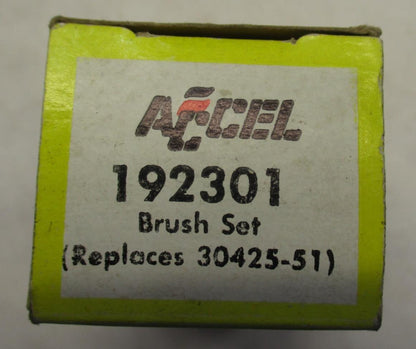 ACCEL
192301
Brush Set
(Replaces 30425-51)